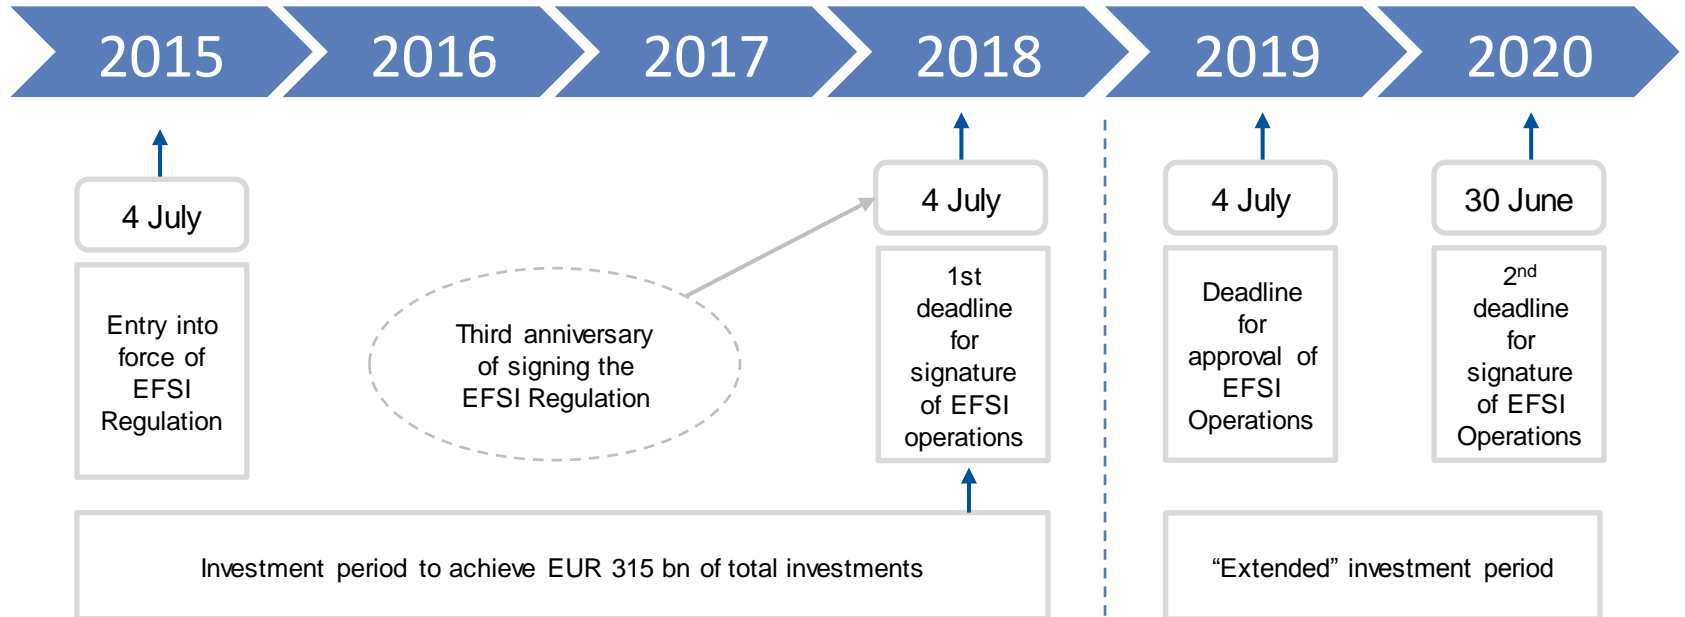 2015
2016
2017
2018
2019
2020
4 July
Entry into
force of
EFSI
Regulation
Third anniversary
of signing the
EFSI Regulation
4 July
1st
deadline
for
signature
of EFSI
operations
4 July
Deadline
for
approval of
EFSI
Operations
30 June
2nd
deadline
for
signature
of EFSI
Operations
Investment period to achieve EUR 315 bn of total investments
“Extended” investment period